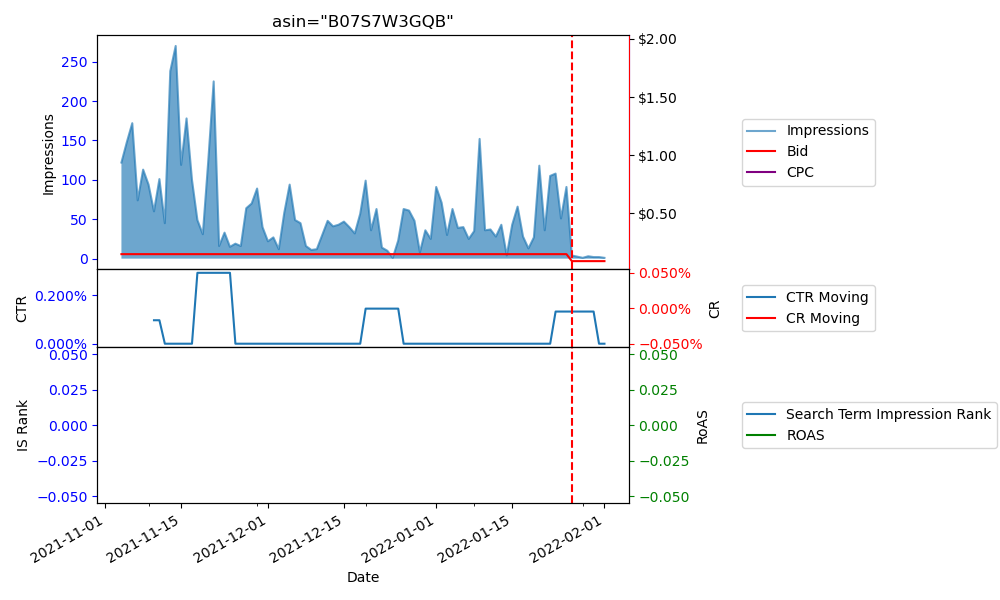 asin="B07S7W3GQB"
Impressions
250
200
150
100
50
0
$2.00
$1.50
$1.00
$0.50
Impressions
Bid
CPC
CTR
0.200%
0.000%
0.050%
0.000%
−0.050%
CR
CTR Moving
CR Moving
IS Rank
0.050
0.025
0.000
−0.025
−0.050
0.050
0.025
0.000
−0.025
−0.050
RoAS
Search Term Impression Rank
ROAS
2021-11-01
2021-11-15
2021-12-01
2021-12-15
2022-01-01
2022-01-15
2022-02-01
Date